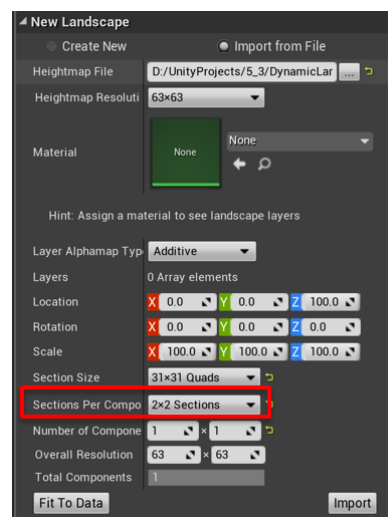 New Landscape
Create New Import from File
Heightmap File D:/UnityProjects/5_3/DynamicLar ...
Heightmap Resoluti 63×63
Material None None
Hint: Assign a material to see landscape layers
Layer Alphamap Typ Additive
Layers 0 Array elements
Location X 0.0 Y 0.0 Z 100.0
Rotation X 0.0 Y 0.0 Z 0.0
Scale X 100.0 Y 100.0 Z 100.0
Section Size 31×31 Quads
Sections Per Compo 2×2 Sections
Number of Compone 1 × 1
Overall Resolution 63 × 63
Total Components 1
Fit To Data Import